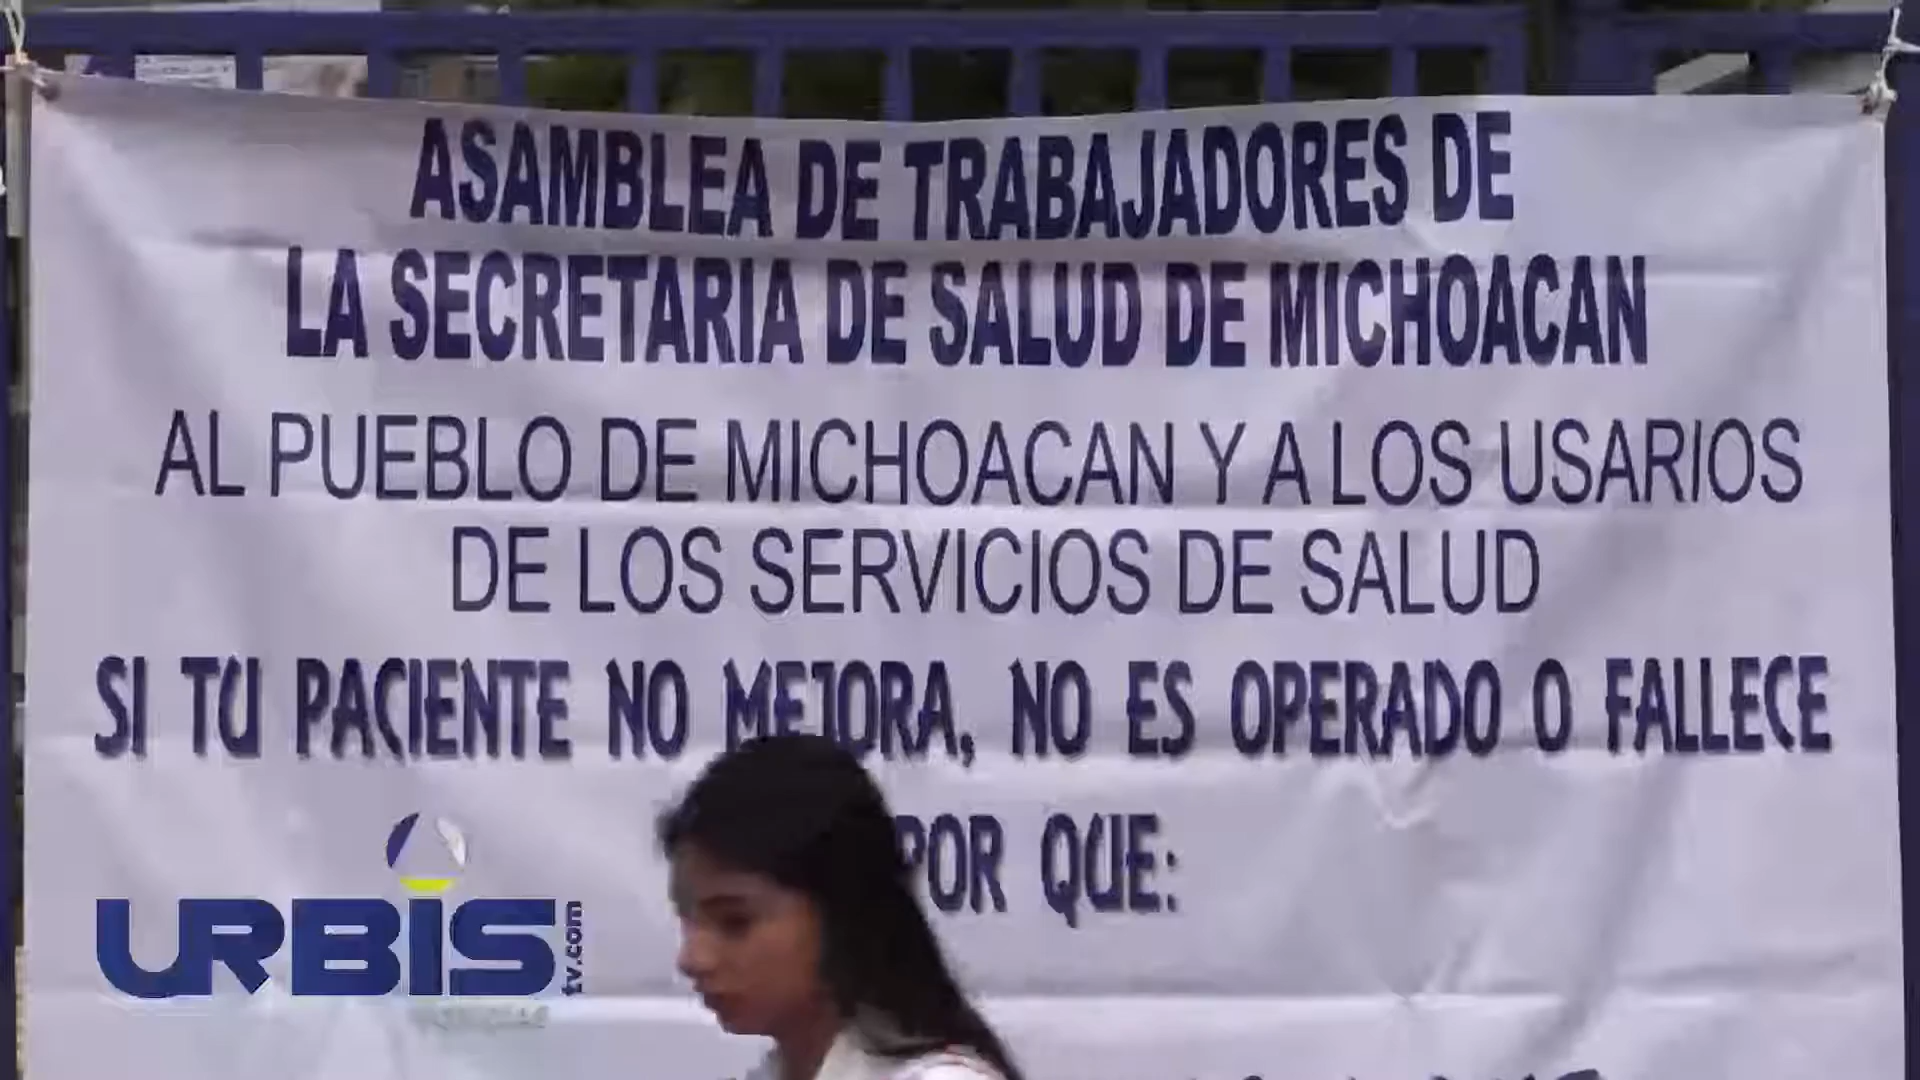 ASAMBLEA DE TRABAJADORES DE
LA SECRETARIA DE SALUD DE MICHOACAN
AL PUEBLO DE MICHOACAN Y A LOS USARIOS
DE LOS SERVICIOS DE SALUD
SI TU PACIENTE NO MEJORA, NO ES OPERADO O FALLECE
POR QUE:
URBIS
tv.com